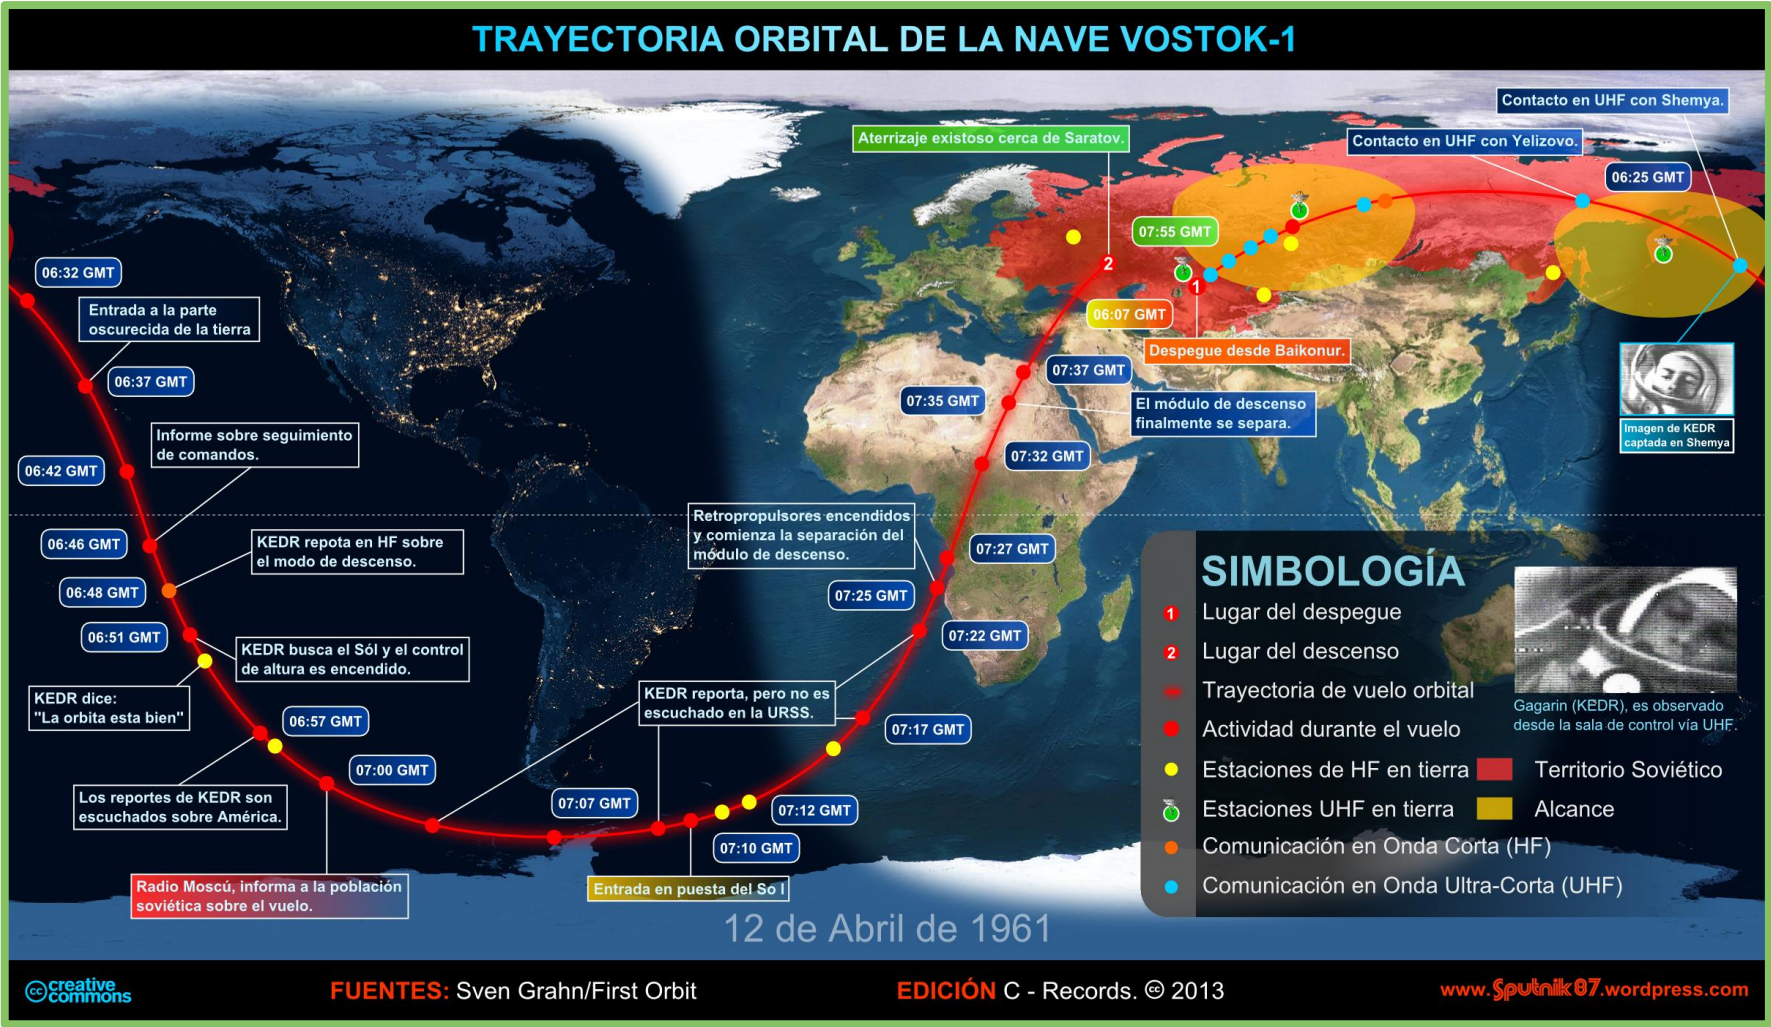 TRAYECTORIA ORBITAL DE LA NAVE VOSTOK-1
Contacto en UHF con Shemya.
Aterrizaje existoso cerca de Saratov.
Contacto en UHF con Yelizovo.
06:25 GMT
07:55 GMT
2
1
06:32 GMT
Entrada a la parte
oscurecida de la tierra
06:07 GMT
Despegue desde Baikonur.
06:37 GMT
07:37 GMT
07:35 GMT
El módulo de descenso
finalmente se separa.
Imagen de KEDR
captada en Shemya
Informe sobre seguimiento
de comandos.
06:42 GMT
07:32 GMT
Retropropulsores encendidos
y comienza la separación del
módulo de descenso.
06:46 GMT
KEDR repota en HF sobre
el modo de descenso.
07:27 GMT
06:48 GMT
07:25 GMT
06:51 GMT
KEDR busca el Sól y el control
de altura es encendido.
07:22 GMT
KEDR dice:
"La orbita esta bien"
KEDR reporta, pero no es
escuchado en la URSS.
06:57 GMT
07:17 GMT
07:00 GMT
Los reportes de KEDR son
escuchados sobre América.
07:07 GMT
07:12 GMT
07:10 GMT
Radio Moscú, informa a la población
soviética sobre el vuelo.
Entrada en puesta del So l
SIMBOLOGÍA
1 Lugar del despegue
2 Lugar del descenso
Trayectoria de vuelo orbital
Actividad durante el vuelo
Estaciones de HF en tierra
Territorio Soviético
Estaciones UHF en tierra
Alcance
Comunicación en Onda Corta (HF)
Comunicación en Onda Ultra-Corta (UHF)
Gagarin (KEDR), es observado
desde la sala de control vía UHF.
12 de Abril de 1961
cc creative
commons
FUENTES: Sven Grahn/First Orbit
EDICIÓN C - Records. cc 2013
www.Sputnik87.wordpress.com